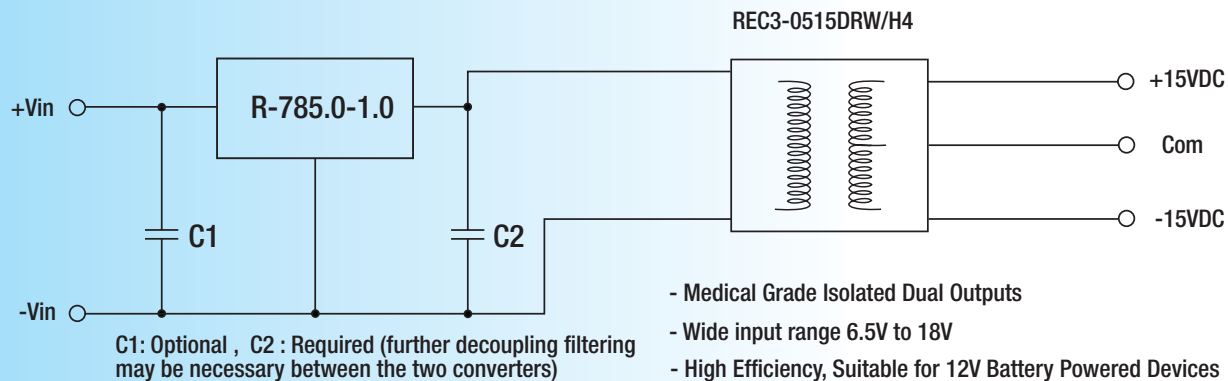 REC3-0515DRW/H4
+Vin
R-785.0-1.0
+15VDC
Com
-15VDC
C1
C2
-Vin
C1: Optional , C2 : Required (further decoupling filtering
may be necessary between the two converters)
- Medical Grade Isolated Dual Outputs
- Wide input range 6.5V to 18V
- High Efficiency, Suitable for 12V Battery Powered Devices